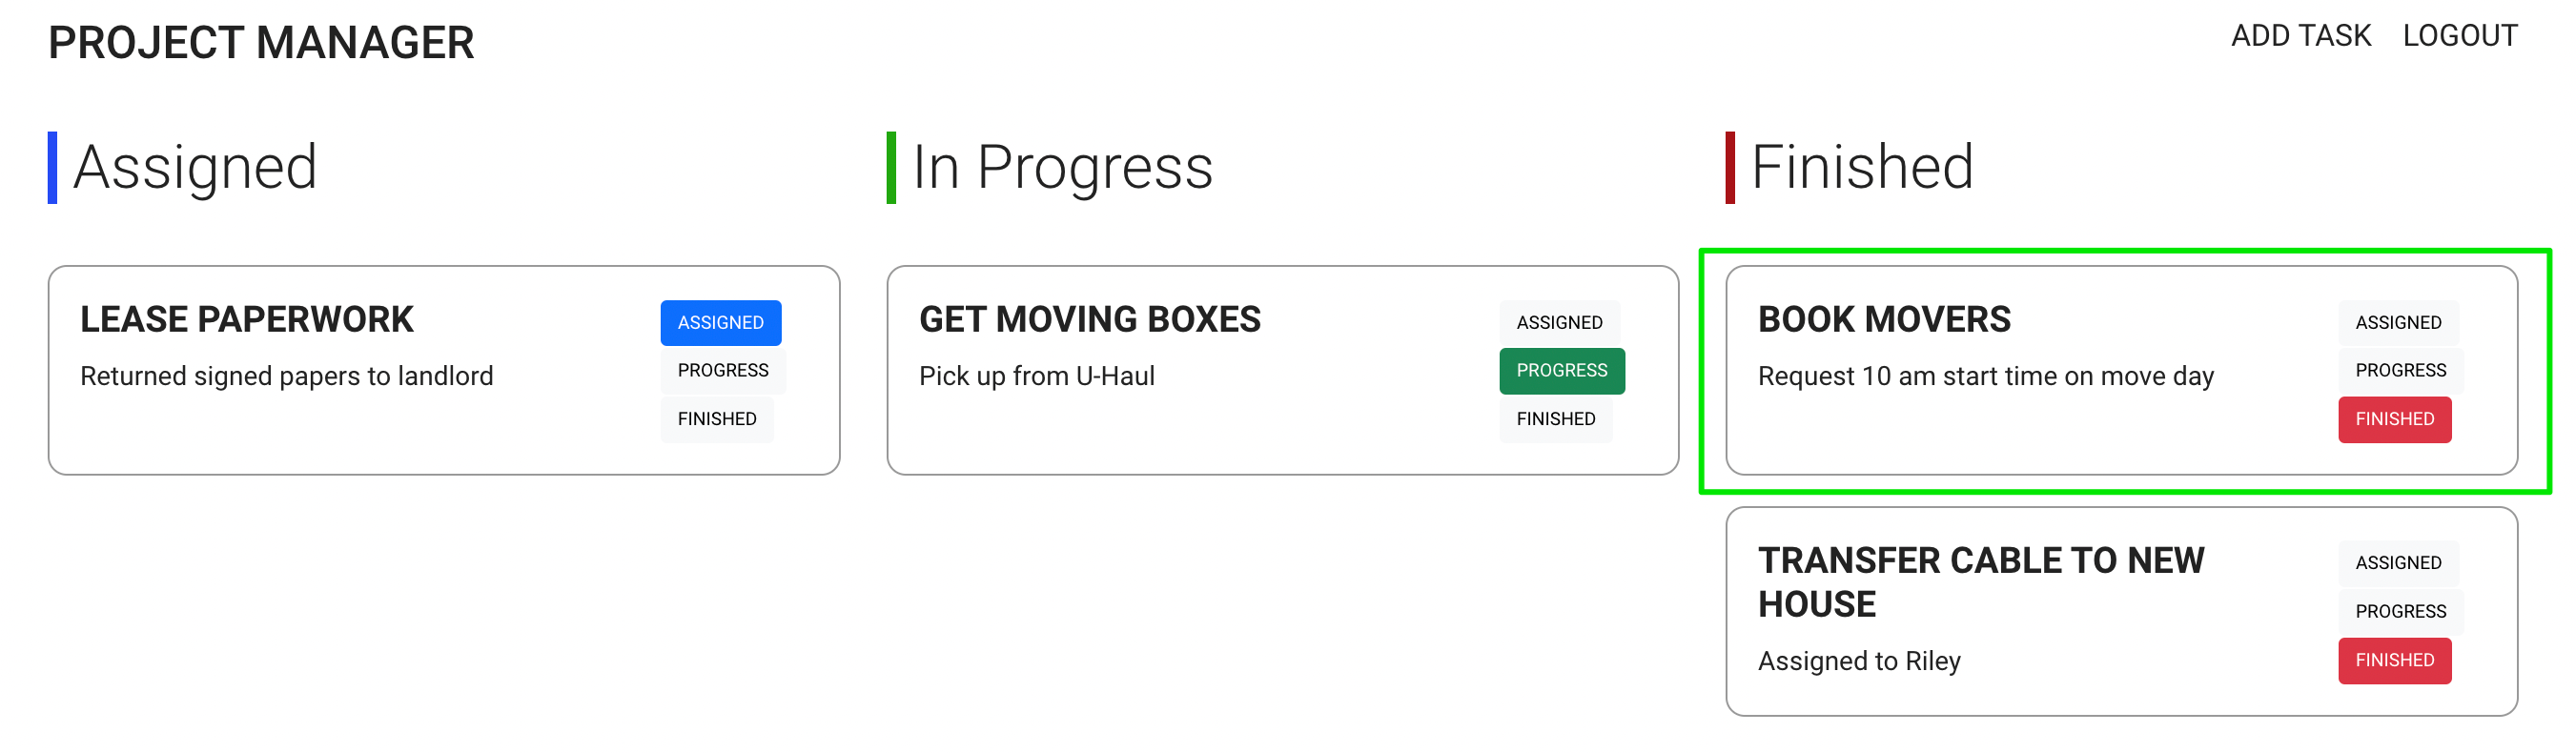 PROJECT MANAGER
ADD TASK
LOGOUT
Assigned
LEASE PAPERWORK
Returned signed papers to landlord
ASSIGNED
PROGRESS
FINISHED
In Progress
GET MOVING BOXES
Pick up from U-Haul
ASSIGNED
PROGRESS
FINISHED
Finished
BOOK MOVERS
Request 10 am start time on move day
ASSIGNED
PROGRESS
FINISHED
TRANSFER CABLE TO NEW
HOUSE
Assigned to Riley
ASSIGNED
PROGRESS
FINISHED